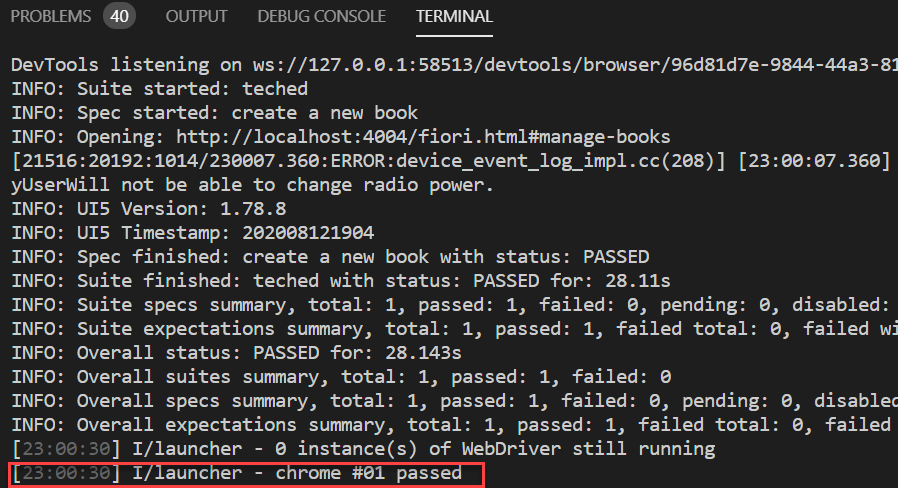 PROBLEMS 40 OUTPUT DEBUG CONSOLE TERMINAL
DevTools listening on ws://127.0.0.1:58513/devtools/browser/96d81d7e-9844-44a3-81
INFO: Suite started: teched
INFO: Spec started: create a new book
INFO: Opening: http://localhost:4004/fiori.html#manage-books
[21516:20192:1014/230007.360:ERROR:device_event_log_impl.cc(208)] [23:00:07.360]
yUserWill not be able to change radio power.
INFO: UI5 Version: 1.78.8
INFO: UI5 Timestamp: 202008121904
INFO: Spec finished: create a new book with status: PASSED
INFO: Suite finished: teched with status: PASSED for: 28.11s
INFO: Suite specs summary, total: 1, passed: 1, failed: 0, pending: 0, disabled:
INFO: Suite expectations summary, total: 1, passed: 1, failed total: 0, failed wi
INFO: Overall status: PASSED for: 28.143s
INFO: Overall suites summary, total: 1, passed: 1, failed: 0
INFO: Overall specs summary, total: 1, passed: 1, failed: 0, pending: 0, disabled
INFO: Overall expectations summary, total: 1, passed: 1, failed total: 0, failed
[23:00:30] I/launcher - 0 instance(s) of WebDriver still running
[23:00:30] I/launcher - chrome #01 passed